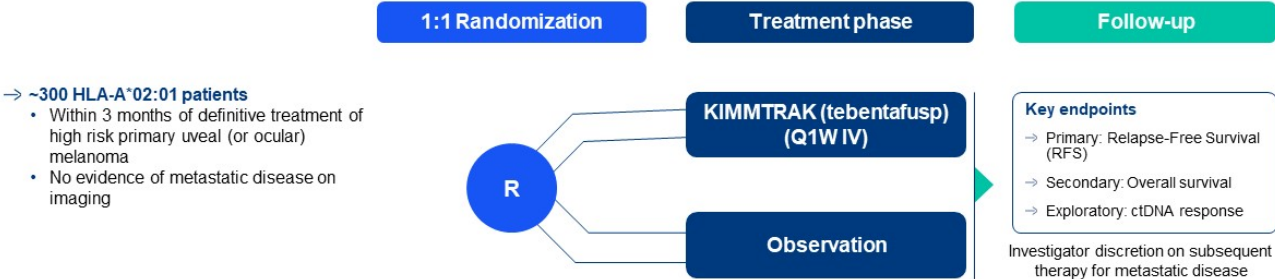 1:1 Randomization
Treatment phase
Follow-up
→ ~300 HLA-A*02:01 patients
• Within 3 months of definitive treatment of
high risk primary uveal (or ocular)
melanoma
• No evidence of metastatic disease on
imaging
R
KIMMTRAK (tebentafusp)
(Q1W IV)
Observation
Key endpoints
→ Primary: Relapse-Free Survival
(RFS)
→ Secondary: Overall survival
→ Exploratory: ctDNA response
Investigator discretion on subsequent
therapy for metastatic disease